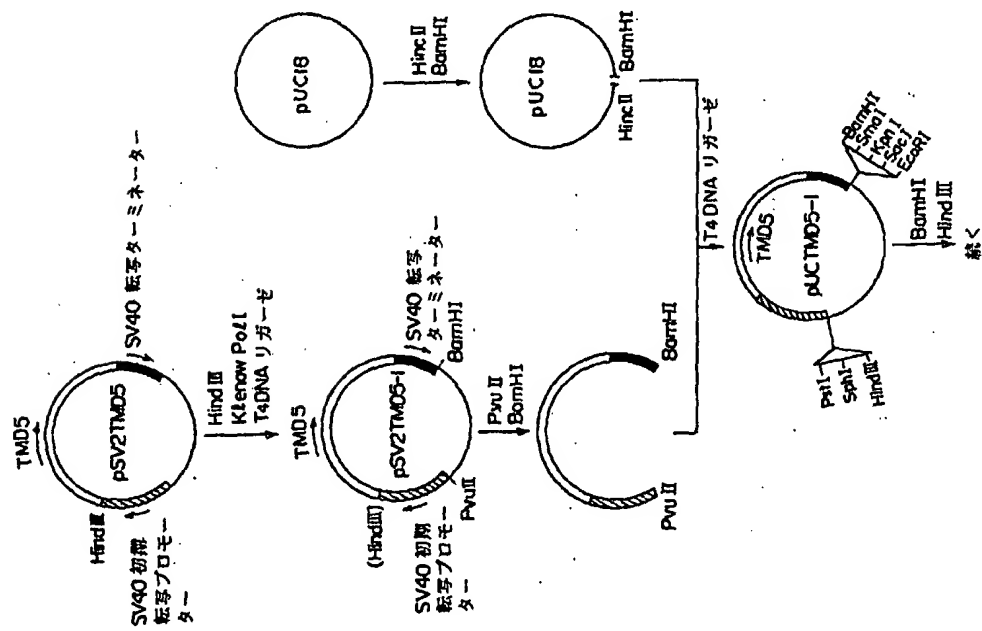 TMD5
HindⅢ
pSV2TMD5
SV40 初期
転写プロモー
ター
SV40 転写ターミネーター
HindⅢ
Klenow PolⅠ
T4DNA リガーゼ
TMD5
(HindⅢ)
pSV2TMD5-1
SV40 初期
転写プロモー
ター
PvuⅡ
SV40 転写
ターミネーター
BamHI
PvuⅡ
BamHI
PvuⅡ
BamHI
pUC18
HincⅡ
BamHI
pUC18
HincⅡ
BamHI
T4DNA リガーゼ
TMD5
pUCTMD5-1
PstI
SphI
HindⅢ
BamHI
SmaI
KpnI
SacI
EcoRI
BamHI
HindⅢ
続く